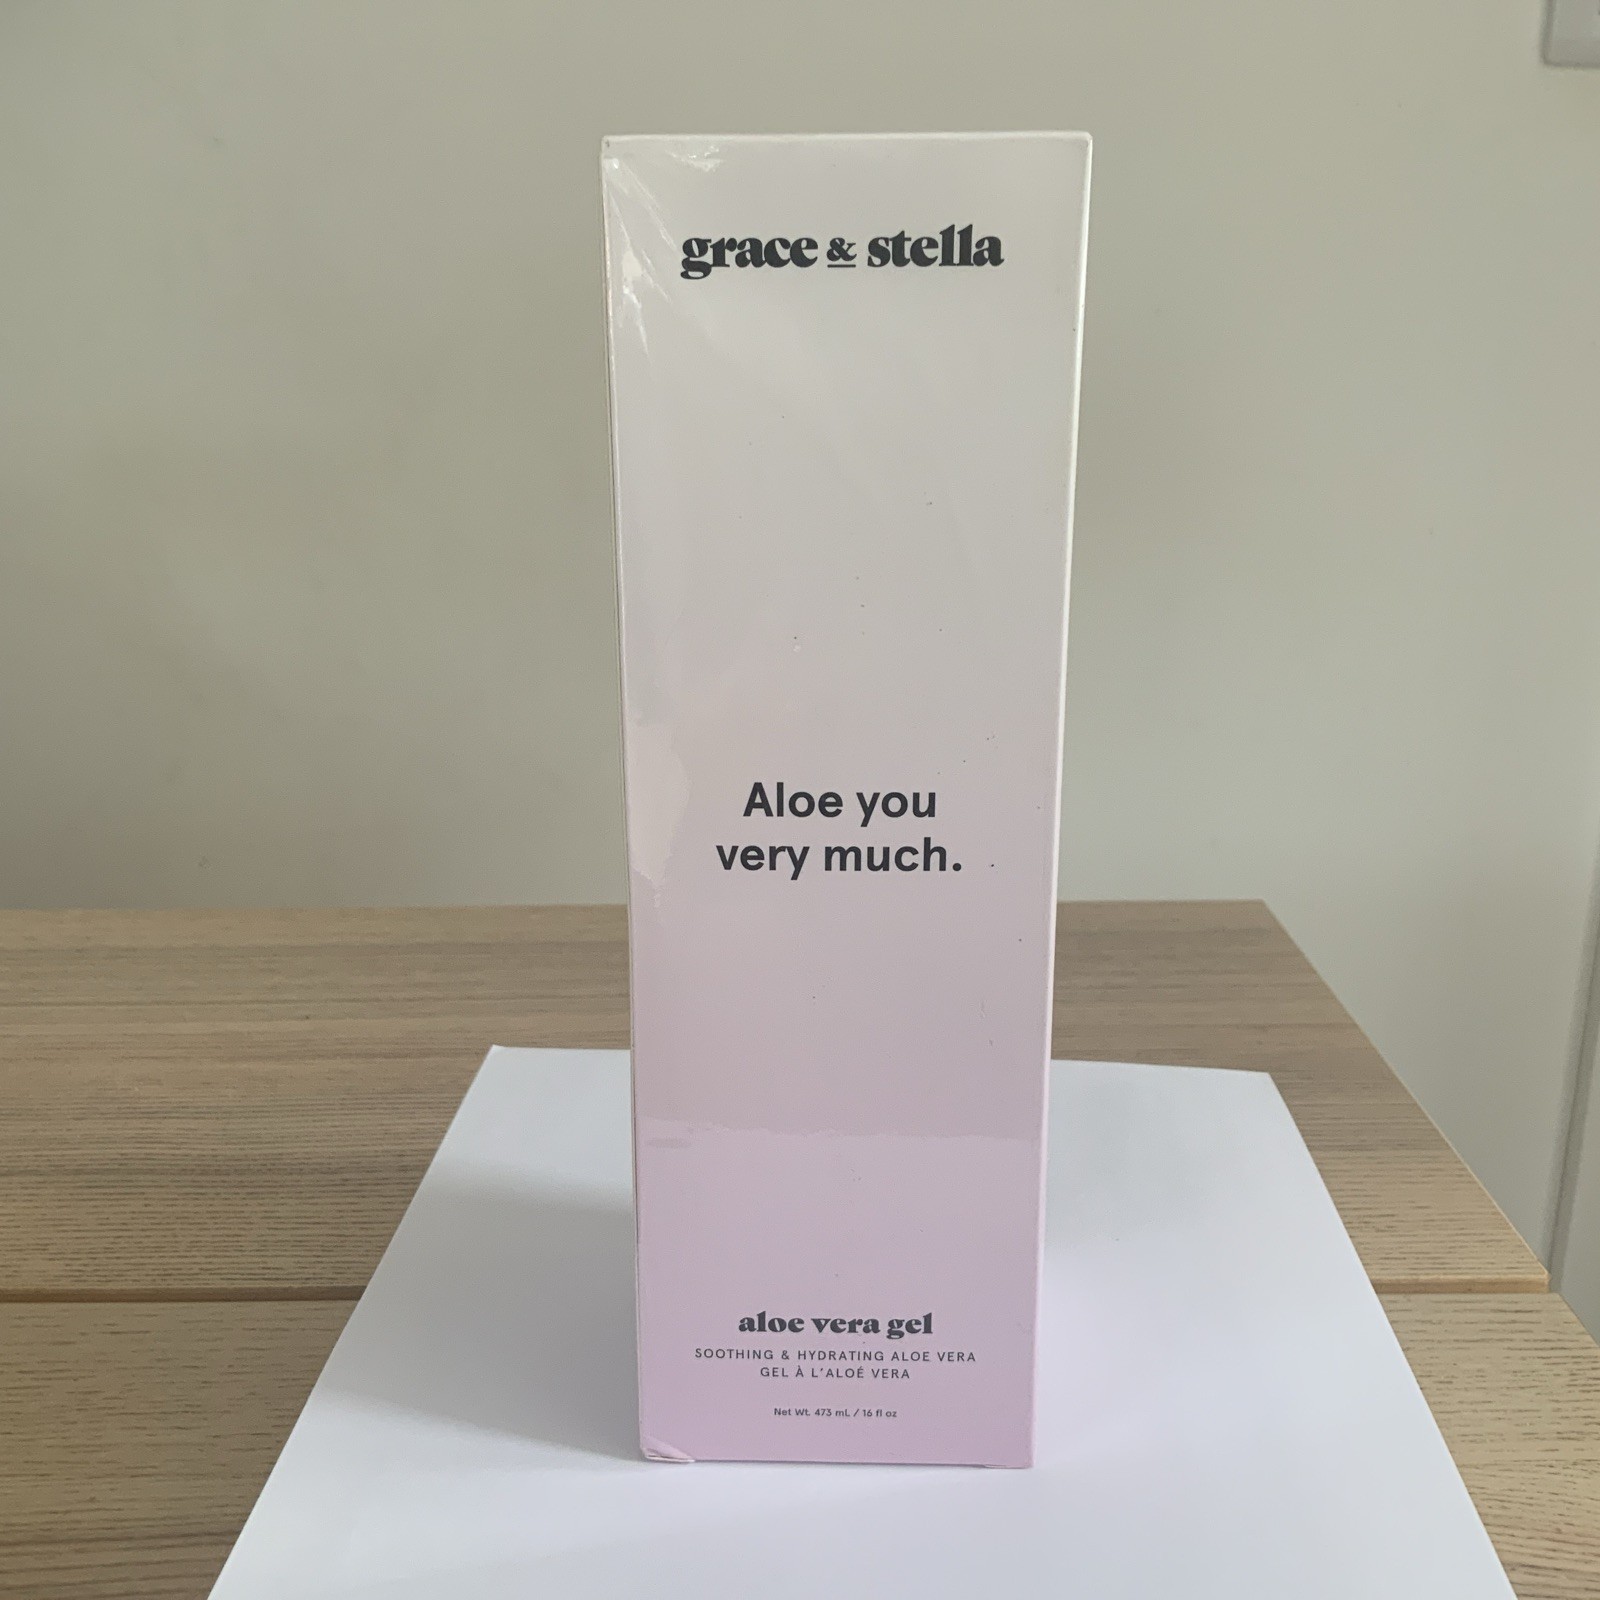 grace & stella
Aloe you
very much.
aloe vera gel
SOOTHING & HYDRATING ALOE VERA
GEL À L'ALOÉ VERA
Net Wt. 473 mL / 16 fl oz